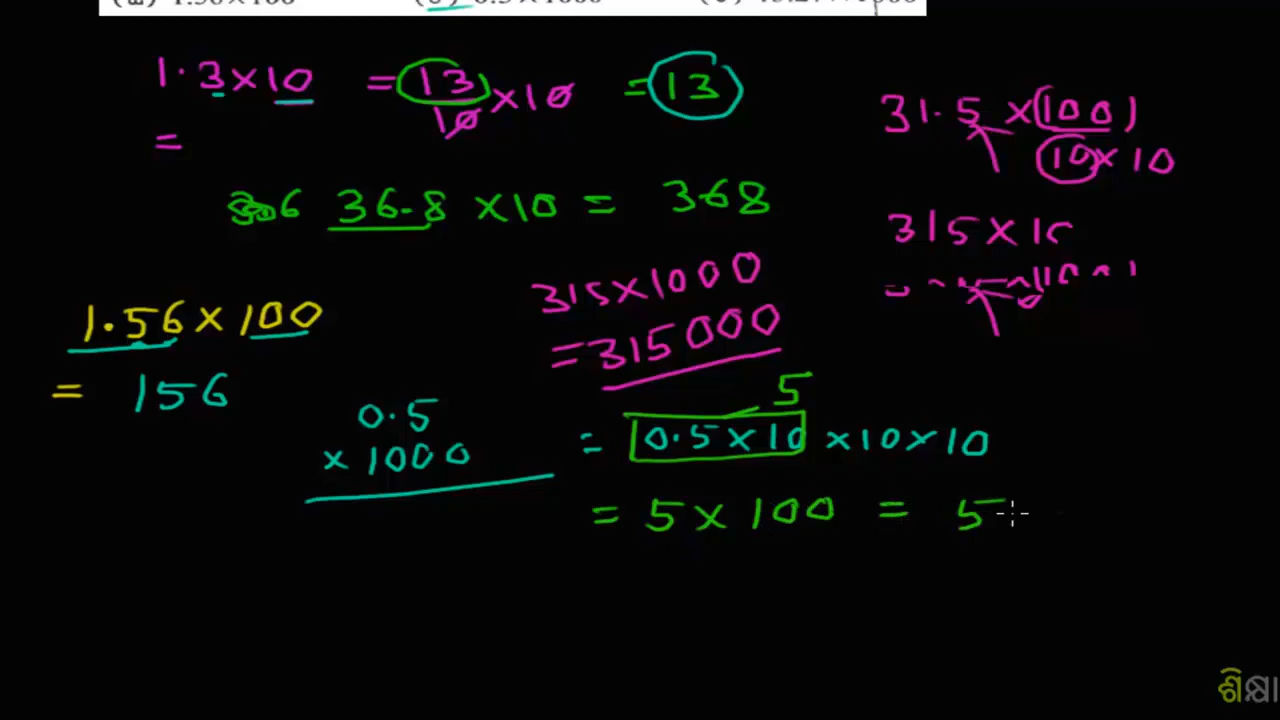 1.3×10 = 13/10 ×10 = 13
=
36.8 ×10 = 368
31.5 ×(100)
10× 10
315×10
1.56×100
= 156
315×1000
=315000
5
0.5
× 1000
= 0.5×10 ×10×10
= 5×100 = 5
ଶିକ୍ଷା